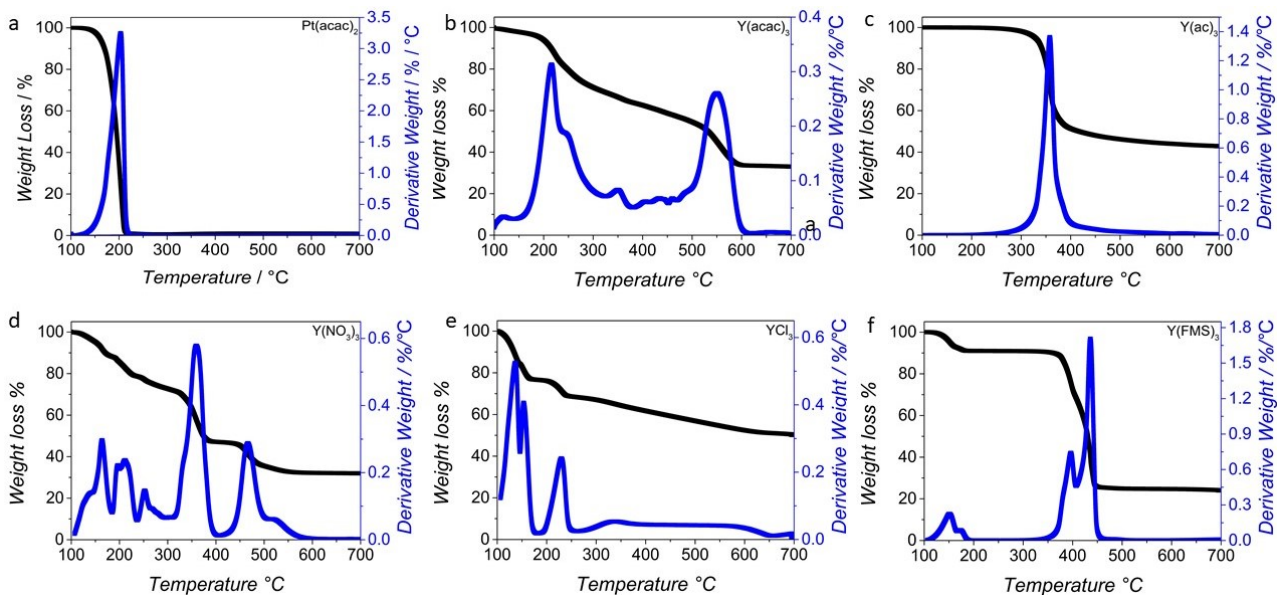 a
Pt(acac)2
100
80
60
40
20
0
Weight Loss / %
3.5
3.0
2.5
2.0
1.5
1.0
0.5
0.0
Derivative Weight / % / °C
100 200 300 400 500 600 700
Temperature / °C
b
Y(acac)3
100
80
60
40
20
0
Weight loss %
0.4
0.3
0.2
0.1
0.0
Derivative Weight / %/°C
a
100 200 300 400 500 600 700
Temperature °C
c
Y(ac)3
100
80
60
40
20
0
Weight loss %
1.4
1.2
1.0
0.8
0.6
0.4
0.2
0.0
Derivative Weight / %/°C
100 200 300 400 500 600 700
Temperature °C
d
Y(NO3)3
100
80
60
40
20
0
Weight loss %
0.6
0.4
0.2
0.0
Derivative Weight / %/°C
100 200 300 400 500 600 700
Temperature °C
e
YCl3
100
80
60
40
20
0
Weight loss %
0.6
0.4
0.2
0.0
Derivative Weight / %/°C
100 200 300 400 500 600 700
Temperature °C
f
Y(FMS)3
100
80
60
40
20
0
Weight loss %
1.8
1.5
1.2
0.9
0.6
0.3
0.0
Derivative Weight / %/°C
100 200 300 400 500 600 700
Temperature °C